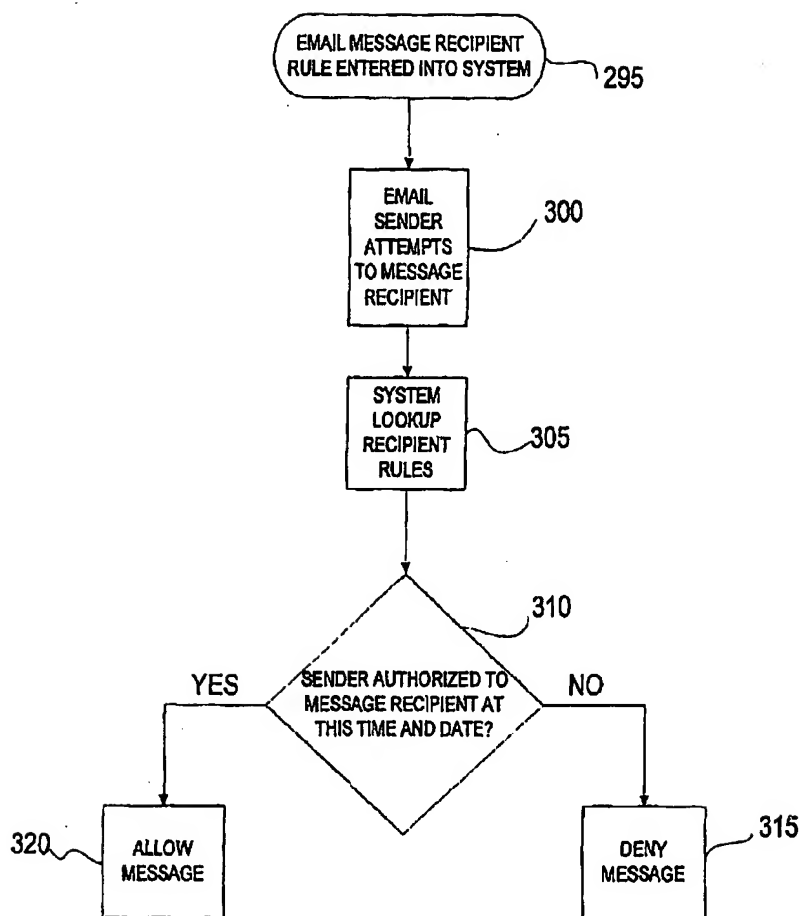 EMAIL MESSAGE RECIPIENT
RULE ENTERED INTO SYSTEM
295
EMAIL
SENDER
ATTEMPTS
TO MESSAGE
RECIPIENT
300
SYSTEM
LOOKUP
RECIPIENT
RULES
305
310
SENDER AUTHORIZED TO
MESSAGE RECIPIENT AT
THIS TIME AND DATE?
YES
NO
320
ALLOW
MESSAGE
DENY
MESSAGE
315